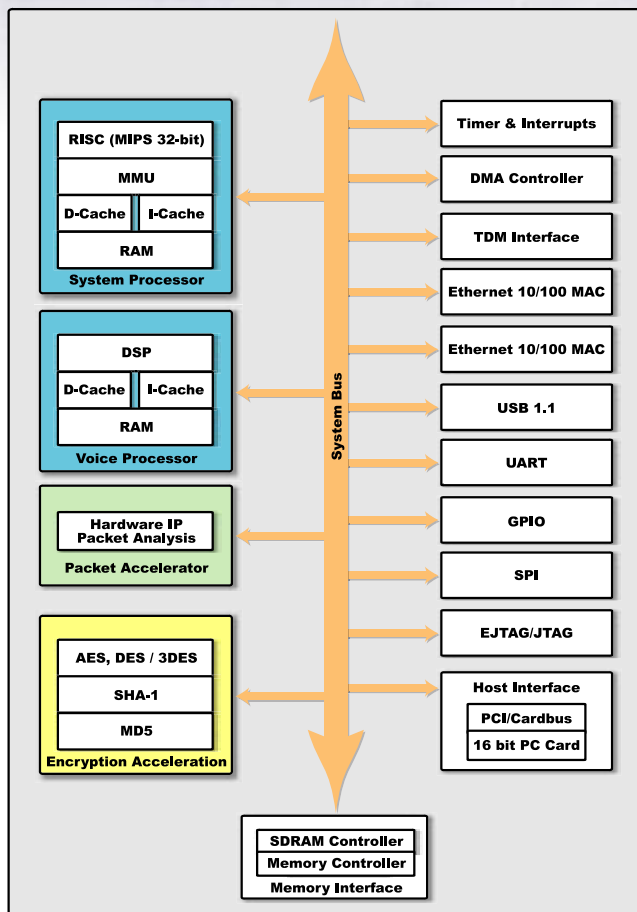 RISC (MIPS 32-bit)
MMU
D-Cache
I-Cache
RAM
System Processor
DSP
D-Cache
I-Cache
RAM
Voice Processor
Hardware IP
Packet Analysis
Packet Accelerator
AES, DES / 3DES
SHA-1
MD5
Encryption Acceleration
System Bus
Timer & Interrupts
DMA Controller
TDM Interface
Ethernet 10/100 MAC
Ethernet 10/100 MAC
USB 1.1
UART
GPIO
SPI
EJTAG/JTAG
Host Interface
PCI/Cardbus
16 bit PC Card
SDRAM Controller
Memory Controller
Memory Interface